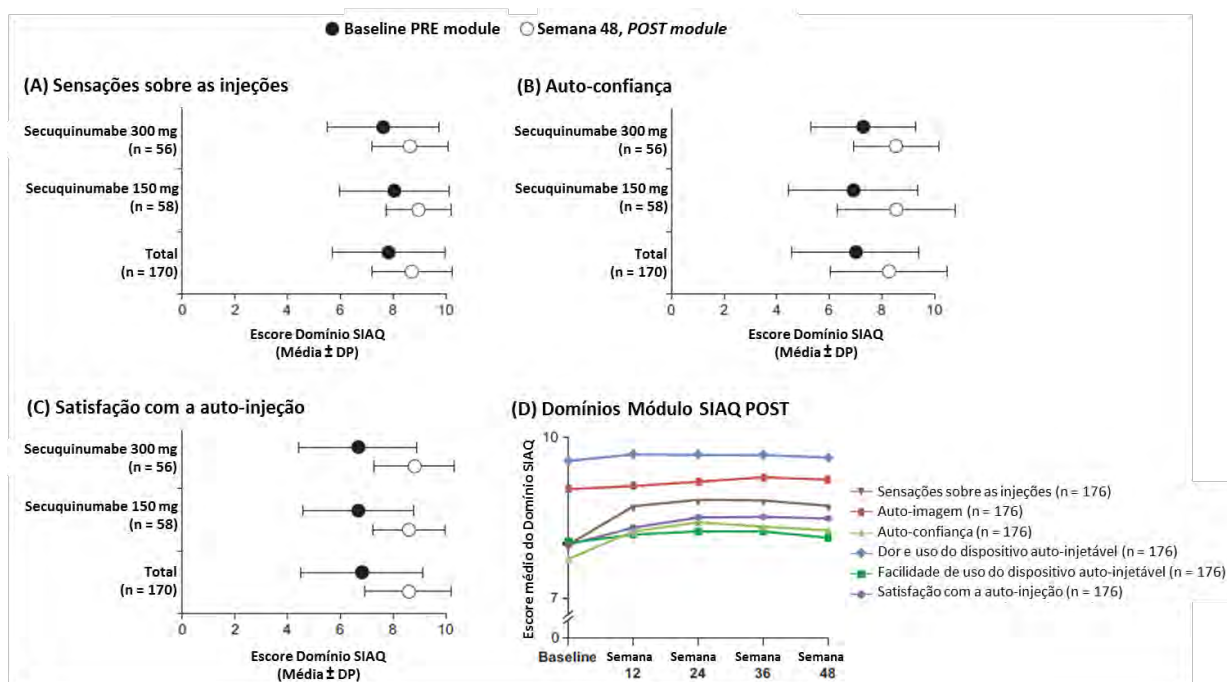 Baseline PRE module Semana 48, POST module
(A) Sensações sobre as injeções
Secuquinumabe 300 mg
(n = 56)
Secuquinumabe 150 mg
(n = 58)
Total
(n = 170)
0 2 4 6 8 10
Escore Domínio SIAQ
(Média ± DP)
(B) Auto-confiança
Secuquinumabe 300 mg
(n = 56)
Secuquinumabe 150 mg
(n = 58)
Total
(n = 170)
0 2 4 6 8 10
Escore Domínio SIAQ
(Média ± DP)
(C) Satisfação com a auto-injeção
Secuquinumabe 300 mg
(n = 56)
Secuquinumabe 150 mg
(n = 58)
Total
(n = 170)
0 2 4 6 8 10
Escore Domínio SIAQ
(Média ± DP)
(D) Domínios Módulo SIAQ POST
Escore médio do Domínio SIAQ
10
7
0
Baseline Semana Semana Semana Semana
12 24 36 48
Sensações sobre as injeções (n = 176)
Auto-imagem (n = 176)
Auto-confiança (n = 176)
Dor e uso do dispositivo auto-injetável (n = 176)
Facilidade de uso do dispositivo auto-injetável (n = 176)
Satisfação com a auto-injeção (n = 176)